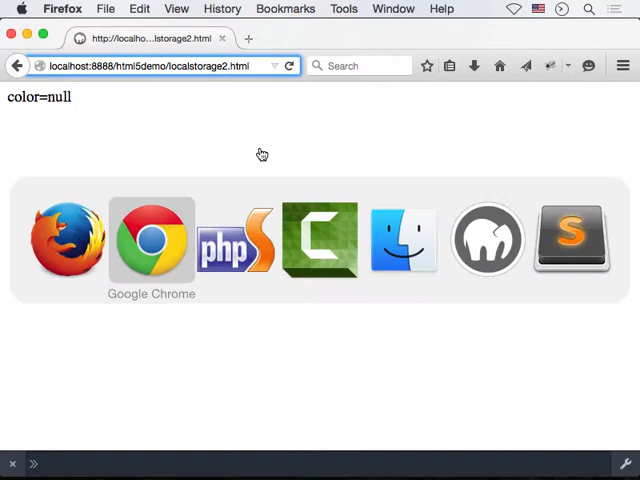 Firefox File Edit View History Bookmarks Tools Window Help
http://localho...lstorage2.html
localhost:8888/html5demo/localstorage2.html
Search
color=null
php S
C
S
Google Chrome